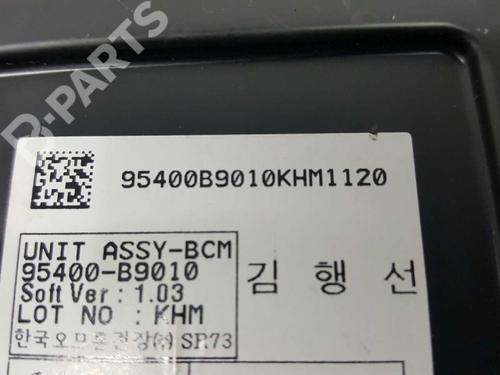 B-PARTS
95400B9010KHM1120
UNIT ASSY-BCM
95400-B9010
Soft Ver : 1.03
LOT NO : KHM
한국오므론전장㈜ SR73
김 행 선